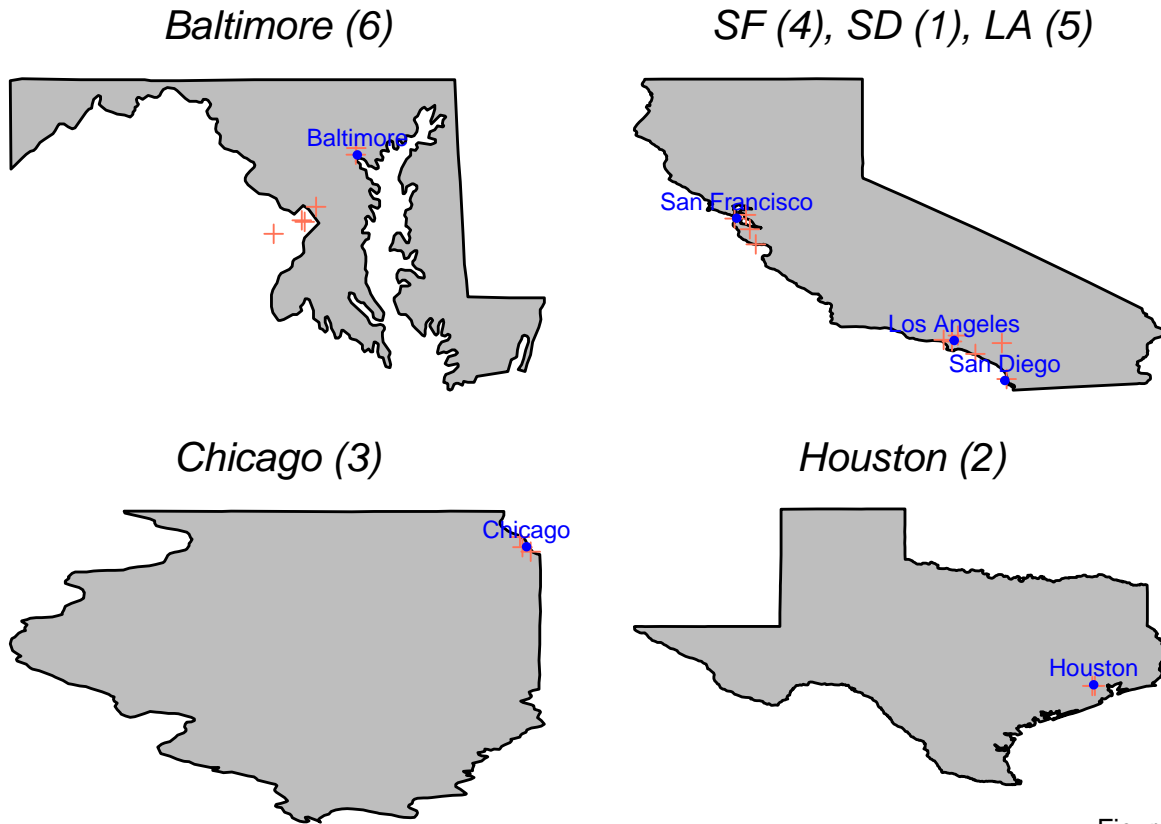 Baltimore (6)
SF (4), SD (1), LA (5)
Baltimore
San Francisco
Los Angeles
San Diego
Chicago (3)
Houston (2)
Chicago
Houston